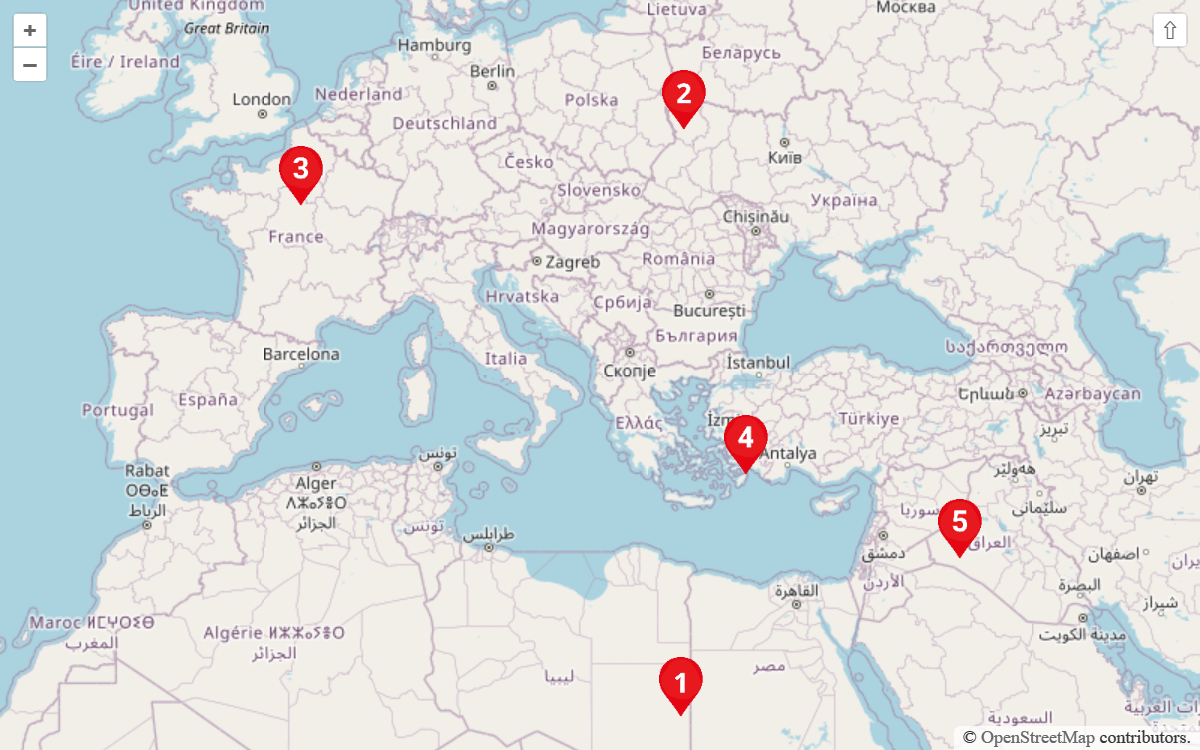 +
−
⇧
United Kingdom
Great Britain
Éire / Ireland
London
Nederland
Hamburg
Berlin
Deutschland
Polska
Lietuva
Москва
Беларусь
2
3
Česko
Київ
Slovensko
Україна
Chișinău
France
Magyarország
Zagreb
România
Hrvatska
Србија
București
България
Barcelona
Italia
Скопје
İstanbul
საქართველო
España
Portugal
Ελλάς
Türkiye
Երևան
Azərbaycan
تبریز
4
Antalya
Rabat
ⵔⴱⴰⵟ
الرباط
Alger
ⴷⵣⴰⵢⴻⵔ
الجزائر
تونس
تونس
طرابلس
هەولێر
سلێمانی
تهران
سوريا
5
العراق
دمشق
الأردن
اصفهان
البصرة
شیراز
القاهرة
مدينة الكويت
Maroc ⵍⵎⵖⵔⵉⴱ
المغرب
Algérie ⵍⵣⵣⴰⵢⴻⵔ
الجزائر
ليبيا
1
مصر
السعودية
© OpenStreetMap contributors.